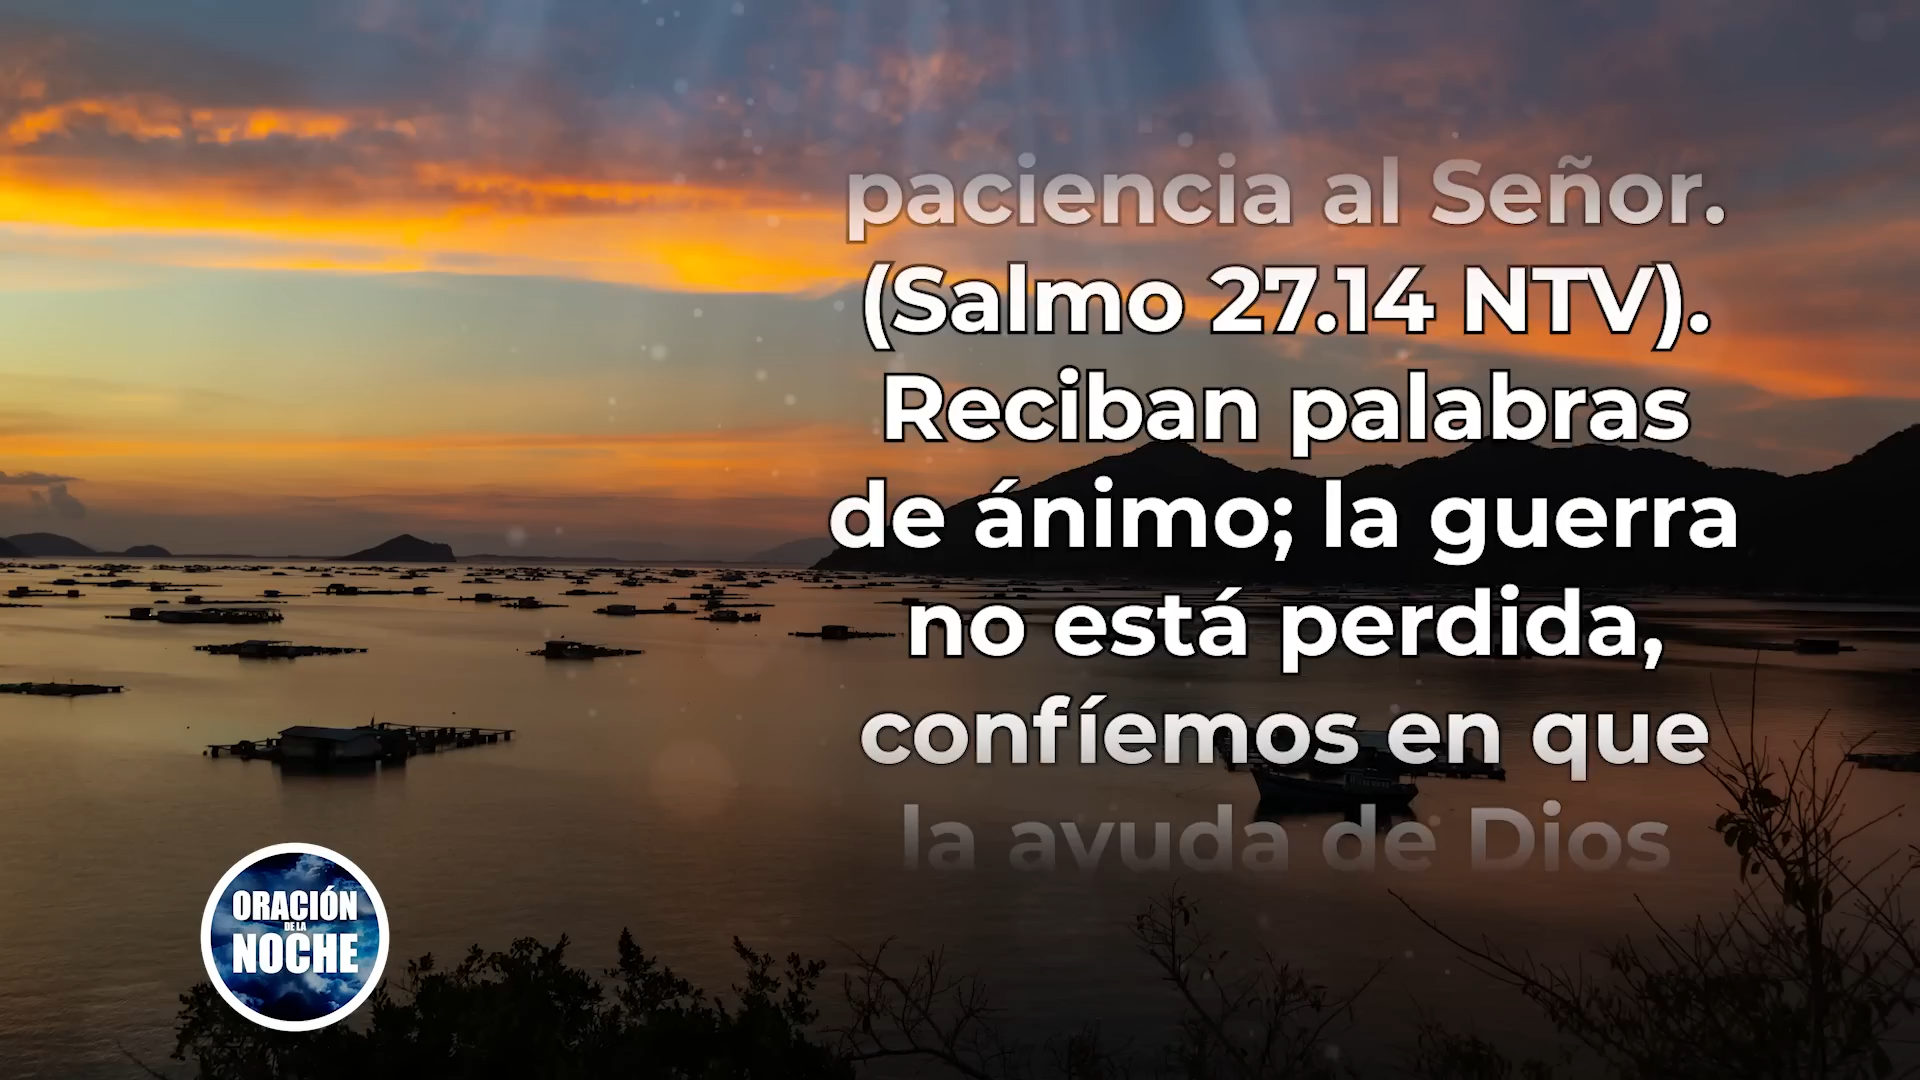 paciencia al Señor.
(Salmo 27.14 NTV).
Reciban palabras
de ánimo; la guerra
no está perdida,
confíemos en que
la ayuda de Dios
ORACIÓN
DE LA
NOCHE